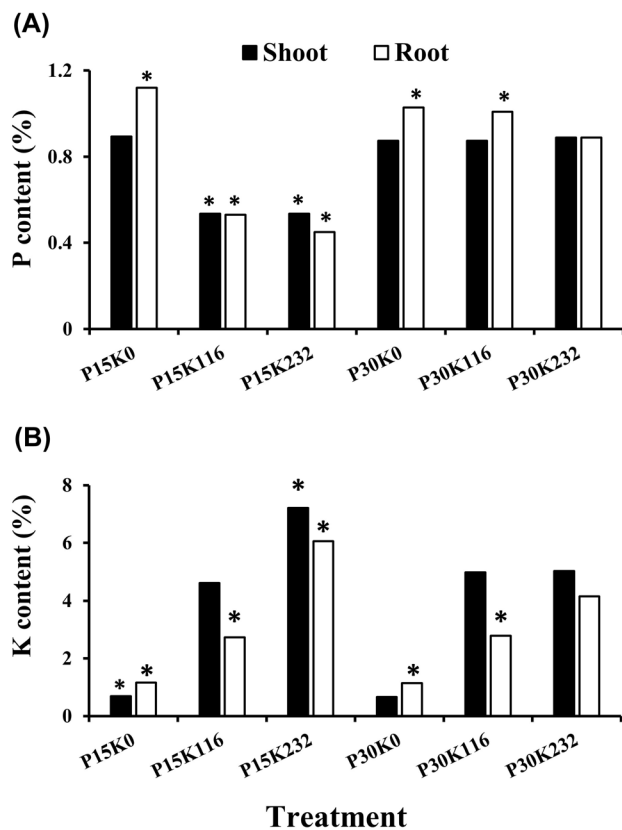 (A)
Shoot Root
P content (%)
1.2
0.8
0.4
0
* * * * * * *
P15K0 P15K116 P15K232 P30K0 P30K116 P30K232
(B)
K content (%)
8
6
4
2
0
* * * * * * *
P15K0 P15K116 P15K232 P30K0 P30K116 P30K232
Treatment